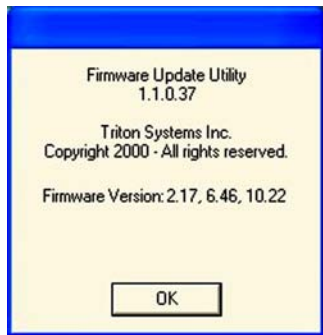 Firmware Update Utility
1.1.0.37
Triton Systems Inc.
Copyright 2000 - All rights reserved.
Firmware Version: 2.17, 6.46, 10.22
OK